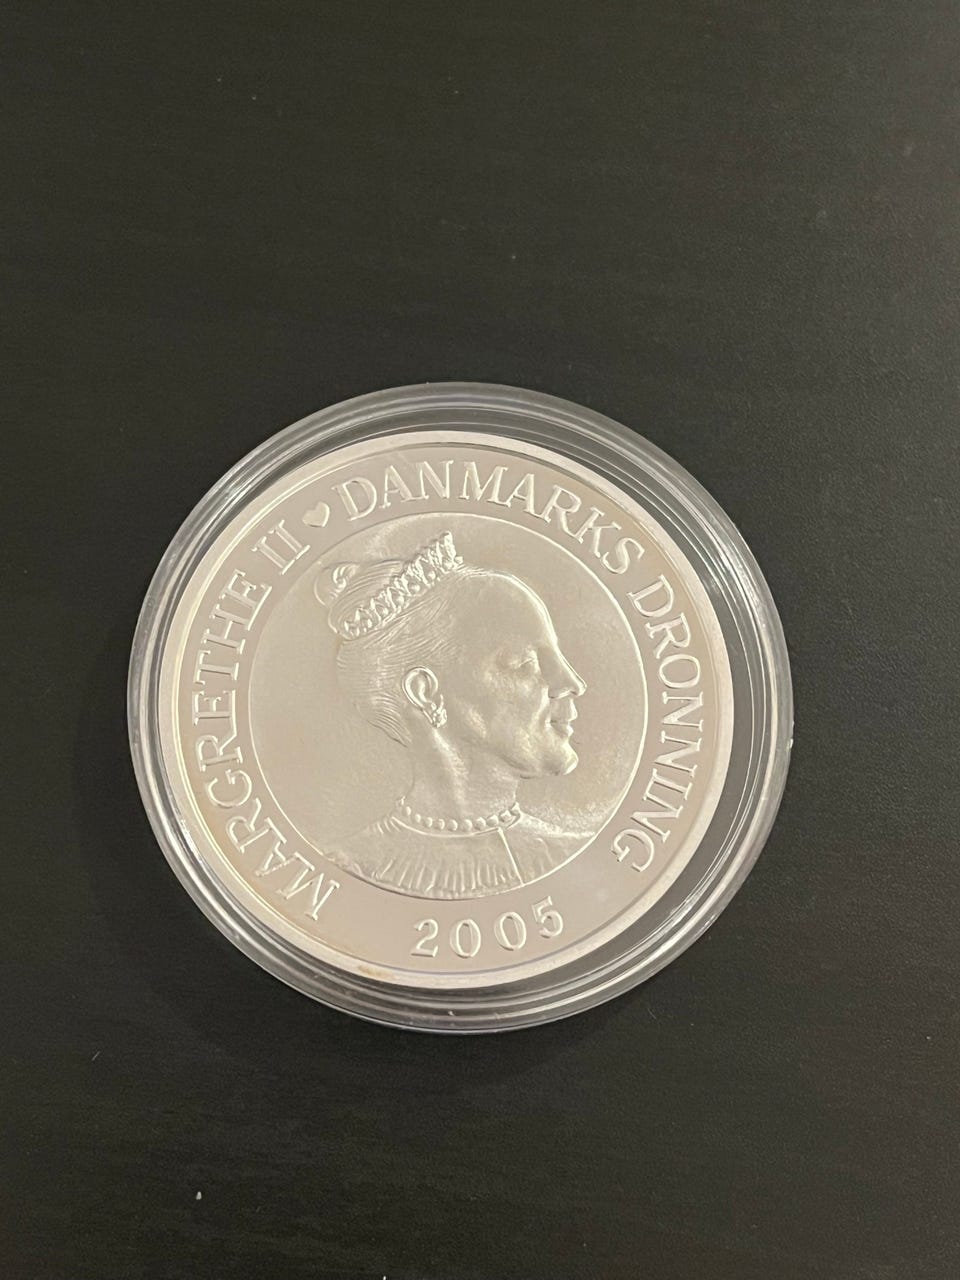 MARGRETHE II ♥ DANMARKS DRONNING
2005